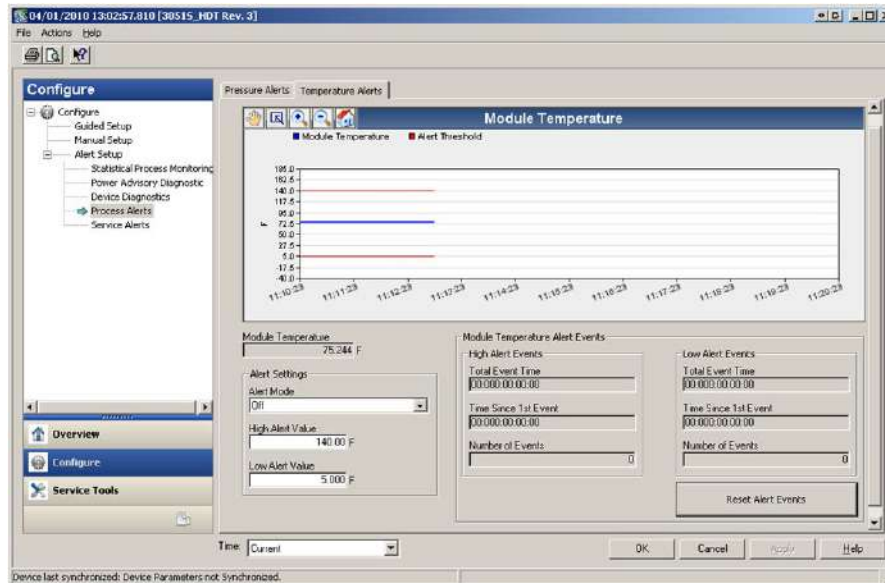 04/01/2010 13:02:57.810 [3051S_HDT Rev. 3]
File Actions Help
Configure
Configure
Guided Setup
Manual Setup
Alert Setup
Statistical Process Monitoring
Power Advisory Diagnostic
Device Diagnostics
Process Alerts
Service Alerts
Overview
Configure
Service Tools
Pressure Alerts Temperature Alerts
Module Temperature
Module Temperature Alert Threshold
185.0
162.5
140.0
117.5
95.0
72.5
50.0
27.5
5.0
-17.5
-40.0
F
11:10:23 11:11:23 11:12:23 11:13:23 11:14:23 11:15:23 11:16:23 11:17:23 11:18:23 11:19:23 11:20:23
Module Temperature
75.244 F
Alert Settings
Alert Mode
Off
High Alert Value
140.00 F
Low Alert Value
5.000 F
Module Temperature Alert Events
High Alert Events
Total Event Time
00:000:00:00:00
Time Since 1st Event
00:000:00:00:00
Number of Events
0
Low Alert Events
Total Event Time
00:000:00:00:00
Time Since 1st Event
00:000:00:00:00
Number of Events
0
Reset Alert Events
Time: Current
OK Cancel Apply Help
Device last synchronized: Device Parameters not Synchronized.